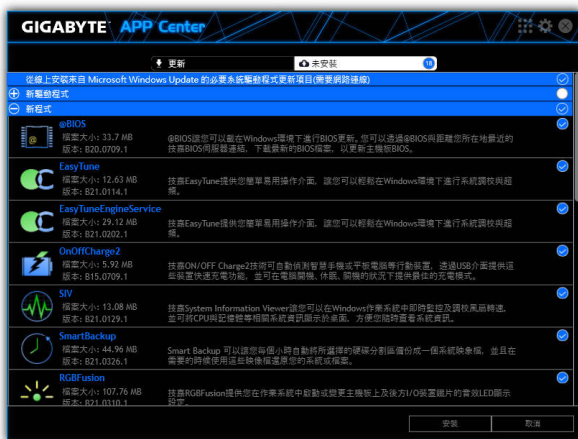 GIGABYTE APP Center
更新
未安裝 18
從線上安裝來自 Microsoft Windows Update 的必要系統驅動程式更新項目(需要網路連線)
新驅動程式
新程式
@BIOS
檔案大小: 33.7 MB
版本: B20.0709.1
@BIOS讓您可以載在Windows環境下進行BIOS更新。您可以透過@BIOS與距離您所在地最近的
技嘉BIOS伺服器連結，下載最新的BIOS檔案，以更新主機板BIOS。
EasyTune
檔案大小: 12.63 MB
版本: B21.0114.1
技嘉EasyTune提供您簡單易用操作介面，讓您可以輕鬆在Windows環境下進行系統調校與超
頻。
EasyTuneEngineService
檔案大小: 29.12 MB
版本: B21.0202.1
技嘉EasyTune提供您簡單易用操作介面，讓您可以輕鬆在Windows環境下進行系統調校與超
頻。
OnOffCharge2
檔案大小: 5.92 MB
版本: B15.0709.1
技嘉ON/OFF Charge2技術可自動偵測智慧手機或平板電腦等行動裝置，透過USB介面提供這
些裝置快速充電功能，並可在電腦開機、休眠、關機的狀況下提供最佳的充電模式。
SIV
檔案大小: 13.08 MB
版本: B21.0129.1
技嘉System Information Viewer讓您可以在Windows作業系統中即時監控及調校風扇轉速，
並可將CPU與記憶體等相關系統資訊顯示於桌面，方便您隨時查看系統資訊。
SmartBackup
檔案大小: 44.96 MB
版本: B21.0326.1
Smart Backup 可以讓您每個小時自動將所選擇的硬碟分割區備份成一個系統映象檔，並且在
需要的時候使用這些映像檔還原您的系統或檔案。
RGBFusion
檔案大小: 107.76 MB
版本: B21.0310.1
技嘉RGBFusion提供您在作業系統中啟動或變更主機板上及後方I/O裝置鐵片的音效LED顯示
設定。
安裝
取消